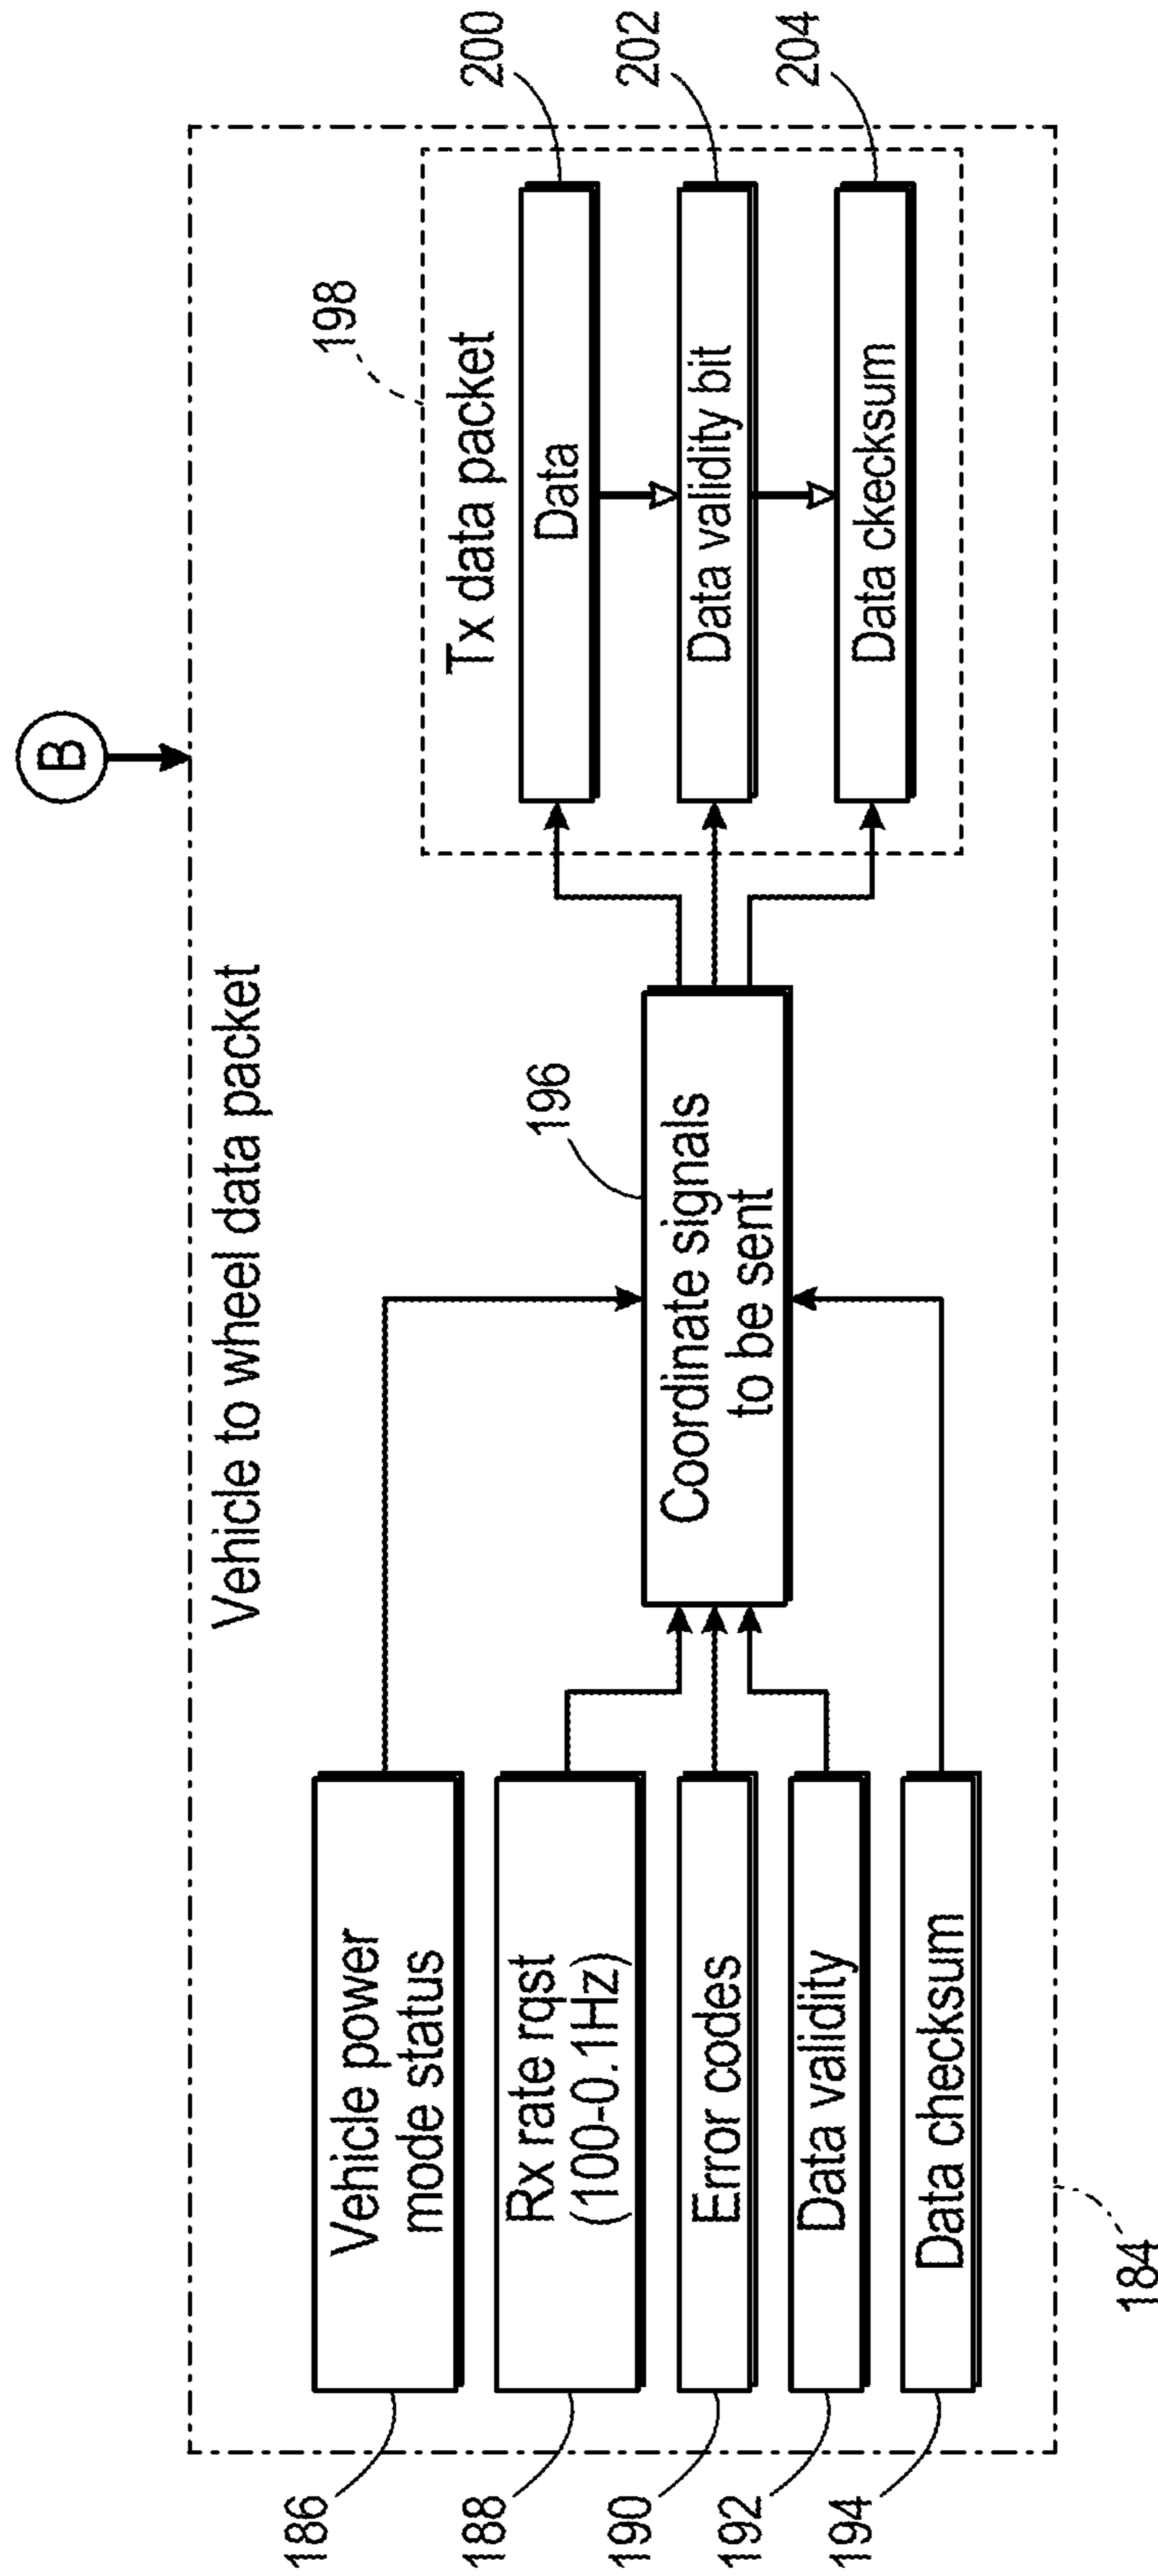 B
Vehicle to wheel data packet
186
Vehicle power
mode status
188
Rx rate rqst
(100-0.1Hz)
190
Error codes
192
Data validity
194
Data checksum
196
Coordinate signals
to be sent
198
Tx data packet
Data
200
Data validity bit
202
Data ckecksum
204
184